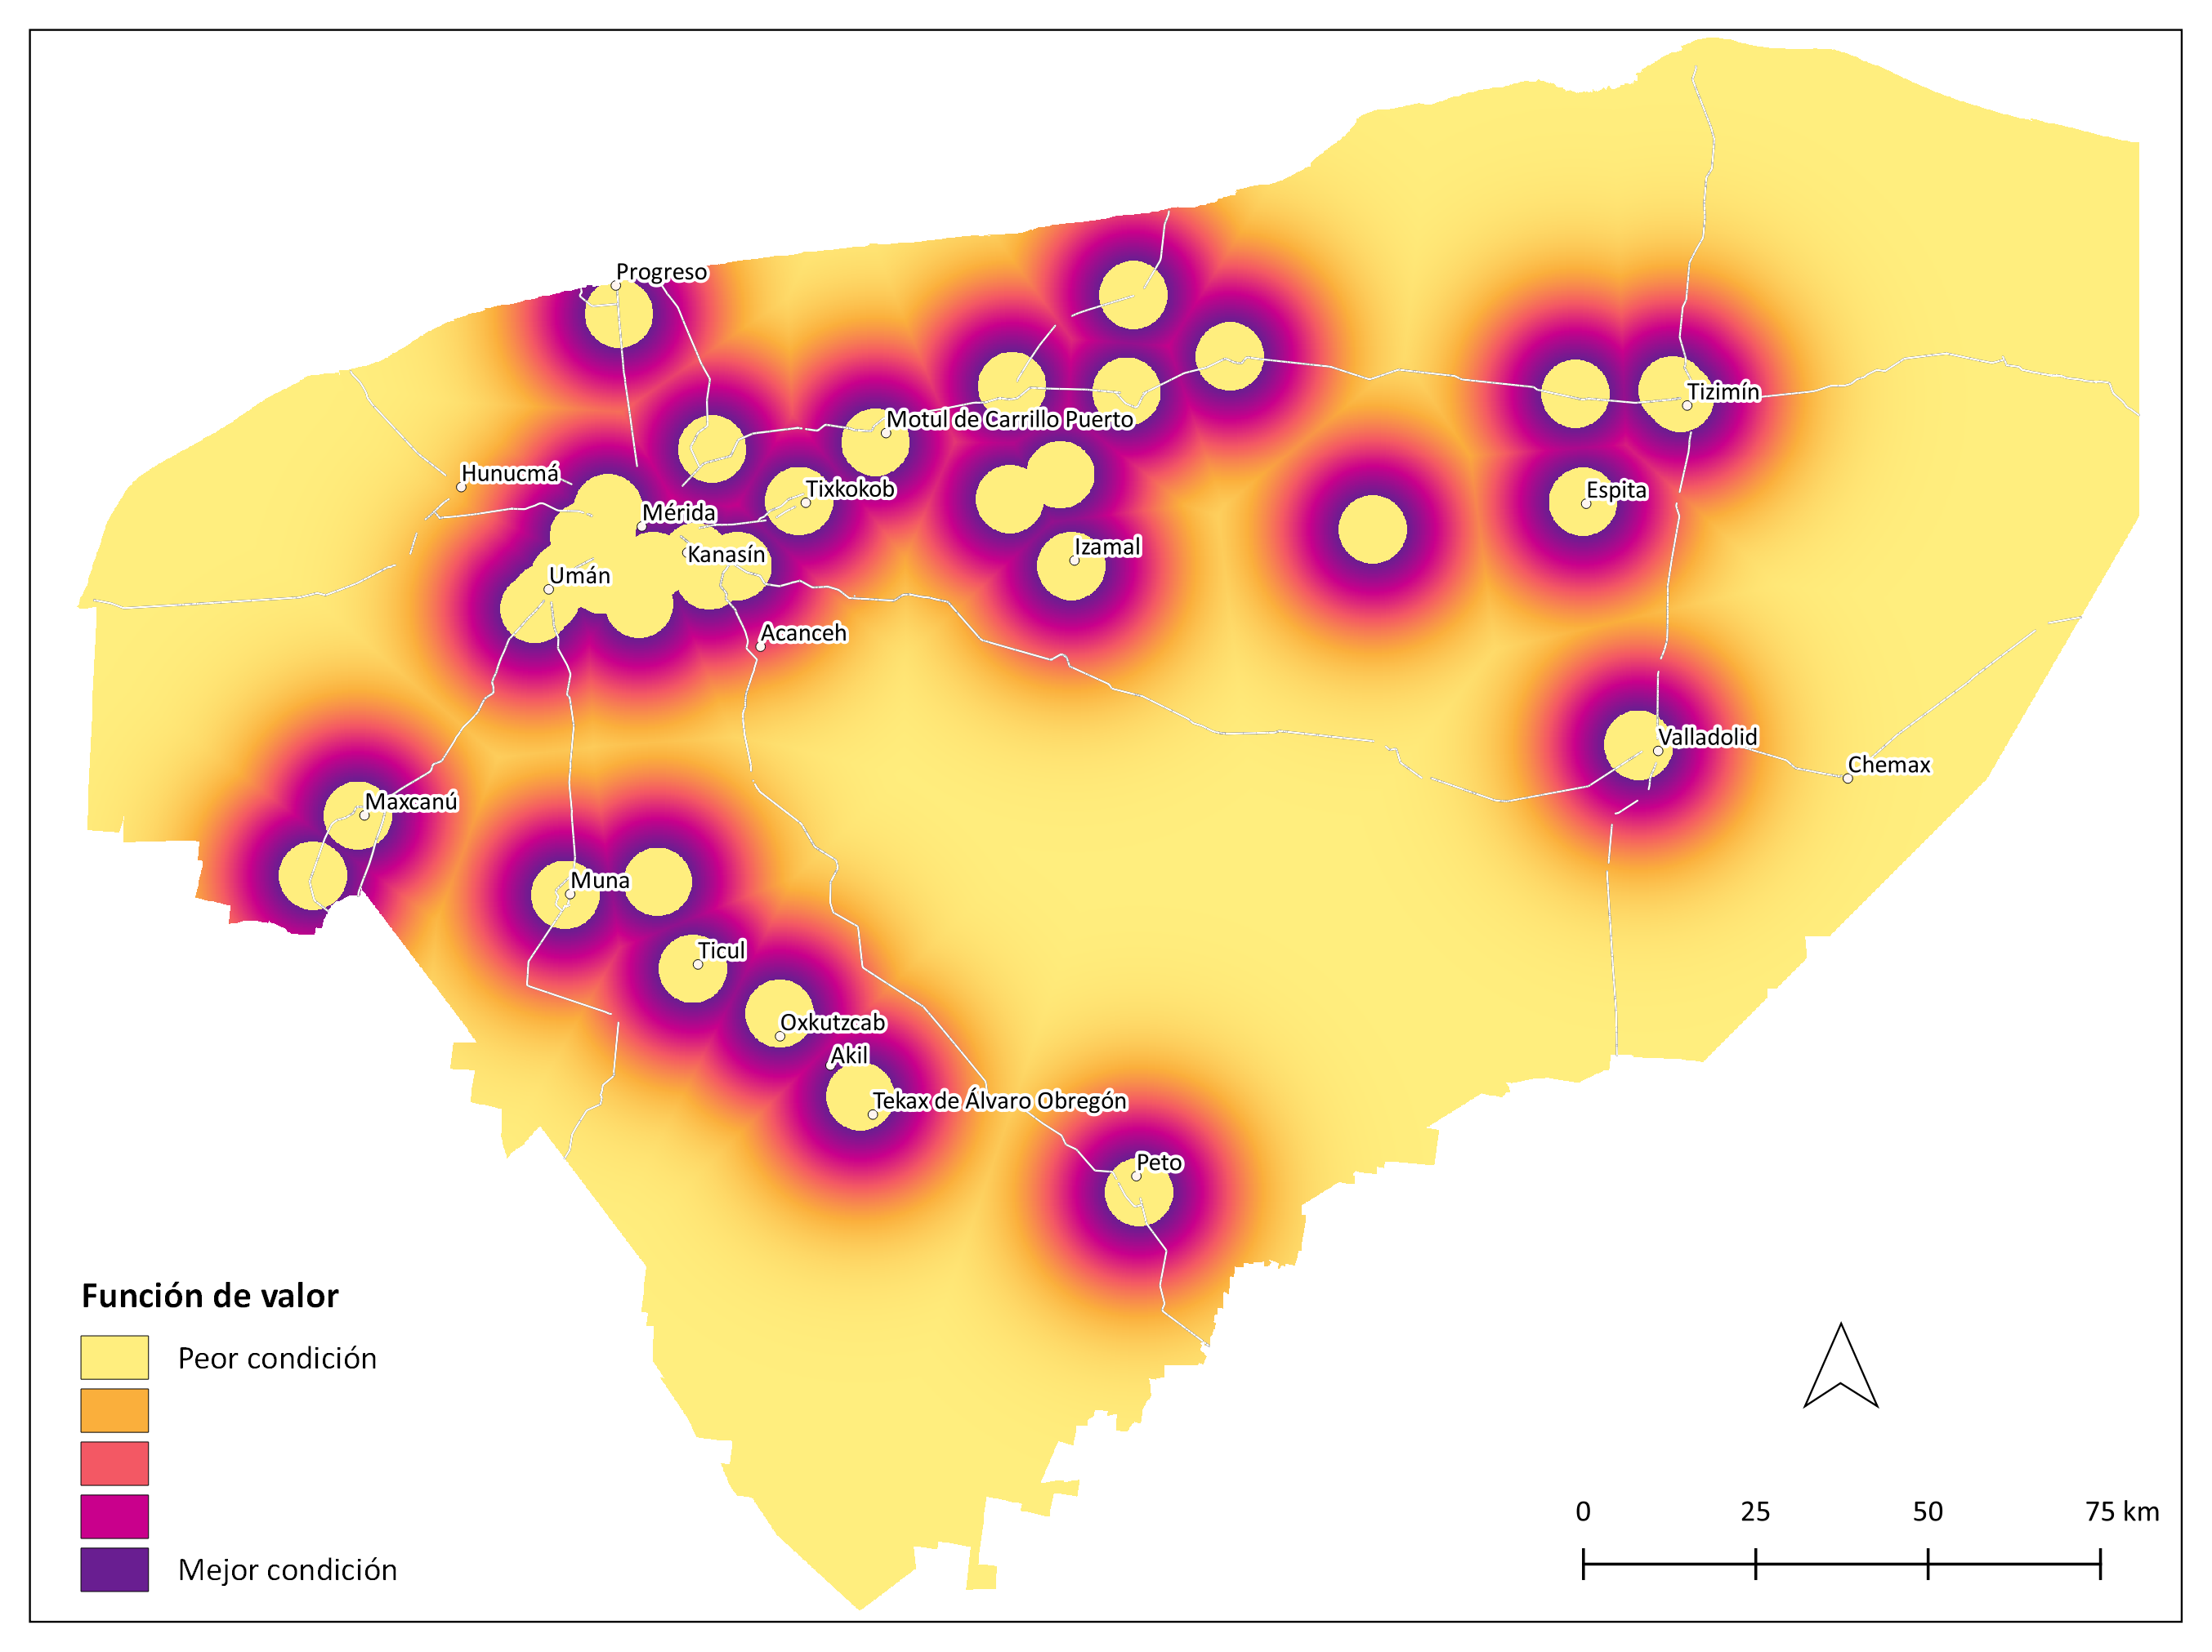 Progreso
Tizimín
Motul de Carrillo Puerto
Hunucmá
Tixkokob
Espita
Mérida
Izamal
Kanasín
Umán
Acanceh
Valladolid
Chemax
Maxcanú
Muna
Ticul
Oxkutzcab
Akil
Tekax de Álvaro Obregón
Peto
Función de valor
Peor condición
Mejor condición
0 25 50 75 km